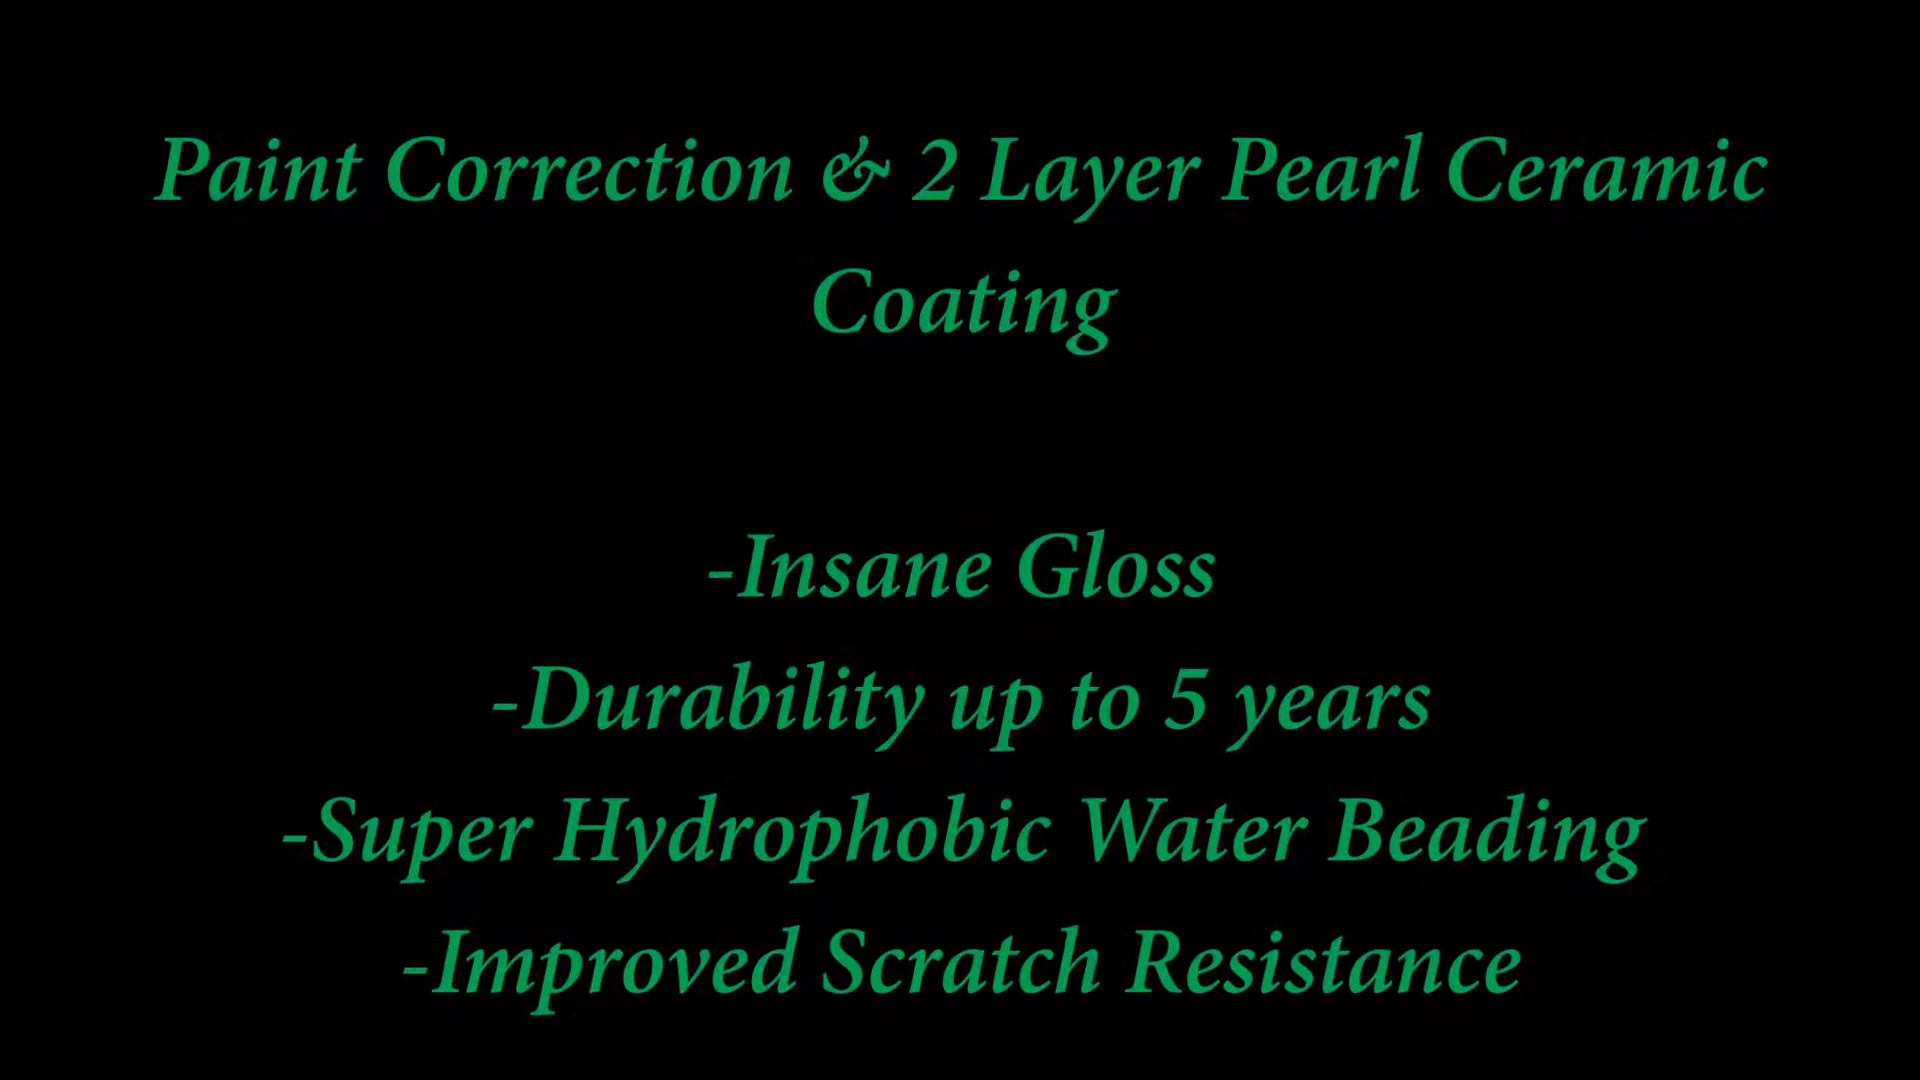 Paint Correction & 2 Layer Pearl Ceramic
Coating
-Insane Gloss
-Durability up to 5 years
-Super Hydrophobic Water Beading
-Improved Scratch Resistance